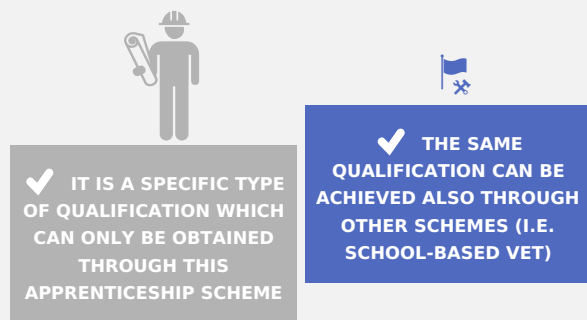 IT IS A SPECIFIC TYPE
OF QUALIFICATION WHICH
CAN ONLY BE OBTAINED
THROUGH THIS
APPRENTICESHIP SCHEME
THE SAME
QUALIFICATION CAN BE
ACHIEVED ALSO THROUGH
OTHER SCHEMES (I.E.
SCHOOL-BASED VET)